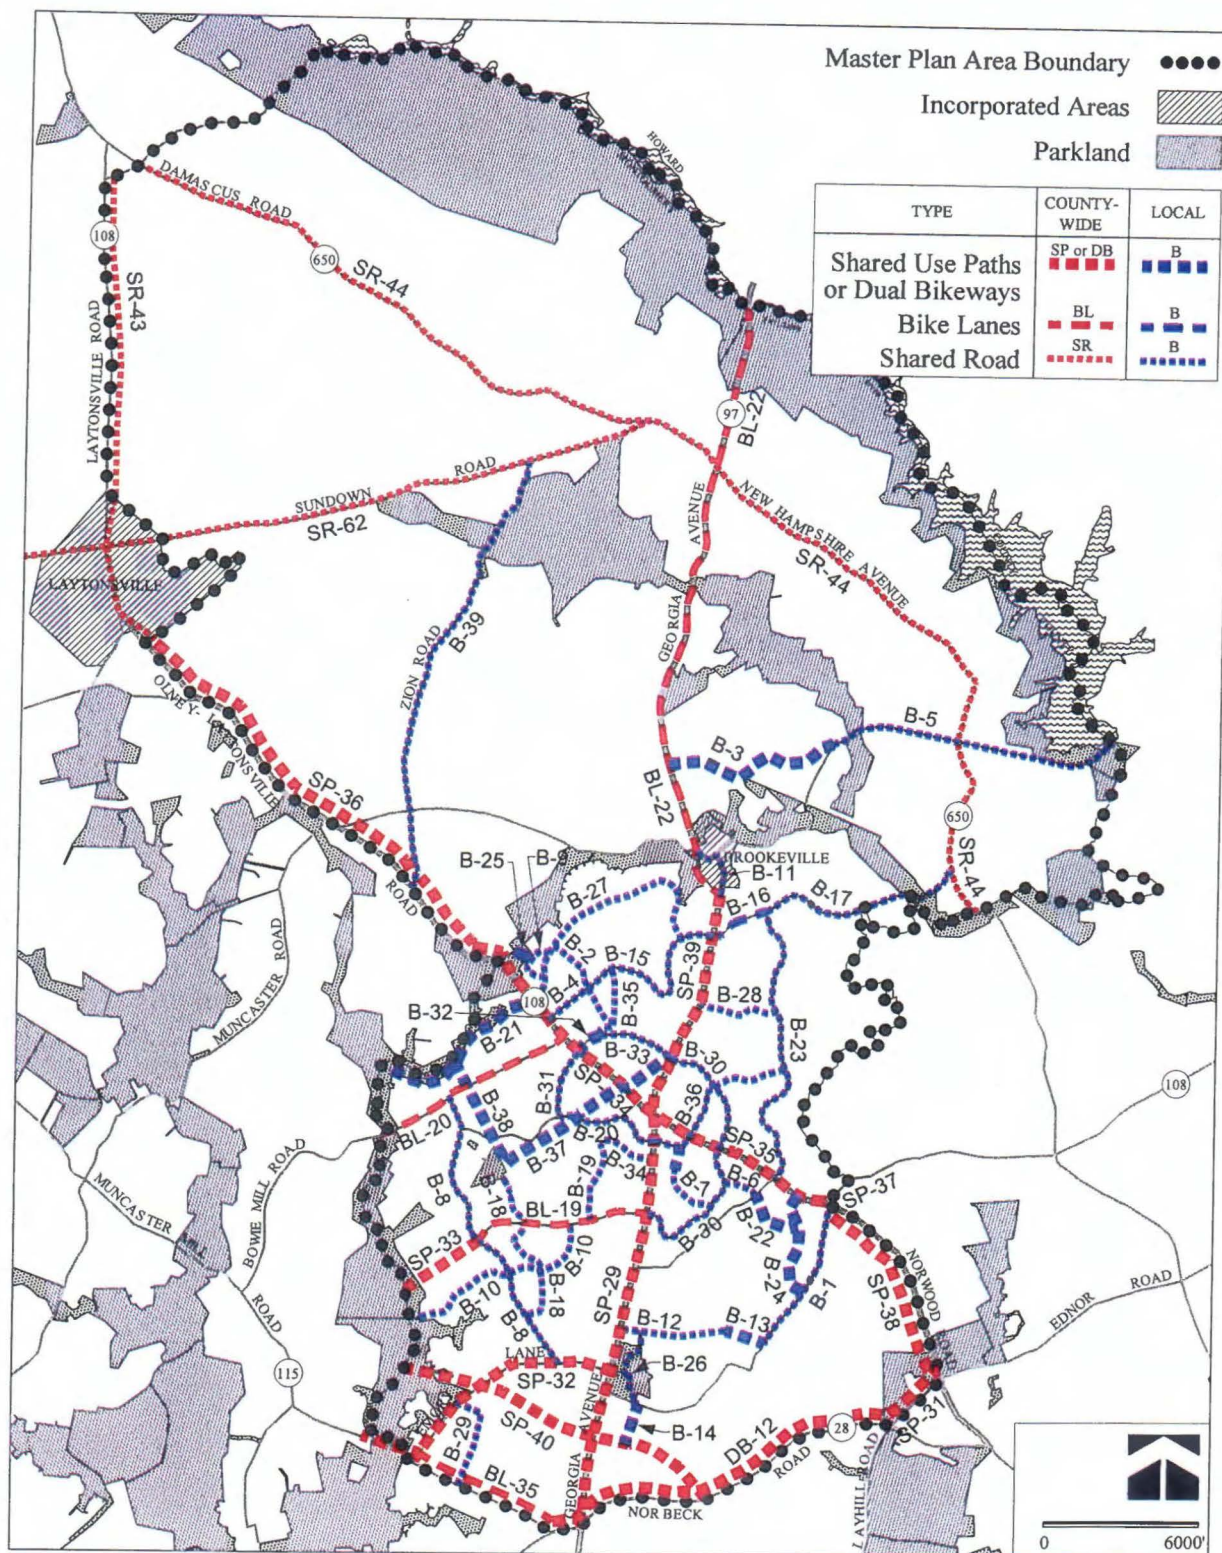 Master Plan Area Boundary
Incorporated Areas
Parkland
TYPE
COUNTY-
WIDE
LOCAL
Shared Use Paths
or Dual Bikeways
SP or DB
B
Bike Lanes
BL
B
Shared Road
SR
B
HOWARD
MONTGOMERY
DAMASCUS ROAD
108
650
SR-44
SR-43
LAYTONSVILLE ROAD
97
BL-22
SUNDOWN ROAD
SR-62
AVENUE
NEW HAMPSHIRE AVENUE
SR-44
LAYTONSVILLE
GEORGIA
ZION ROAD
B-39
OLNEY-LAYTONSVILLE
ROAD
SP-36
B-5
B-3
BL-22
650
SR-44
BROOKEVILLE
B-11
B-25
B-9
B-27
B-16
B-17
MUNCASTER ROAD
B-2
B-15
SP-39
B-4
B-35
B-28
108
B-32
B-21
B-33
B-30
B-23
B-31
SP-34
B-36
108
BL-20
B-38
B-37
B-20
SP-35
B-34
B-19
B-1
B-6
SP-37
MUNCASTER
MILL
ROAD
BOWIE MILL ROAD
B-8
B-18
BL-19
B-30
B-22
SP-33
B-10
B-24
B-1
SP-38
NORWOOD
ROAD
EDNOR ROAD
B-10
B-18
SP-29
B-8
B-12
B-13
LANE
SP-32
B-26
115
AVENUE
SP-40
B-14
B-29
DB-12
28
SP-31
ROAD
BL-35
GEORGIA
NORBECK
LAYHILL ROAD
0
6000'